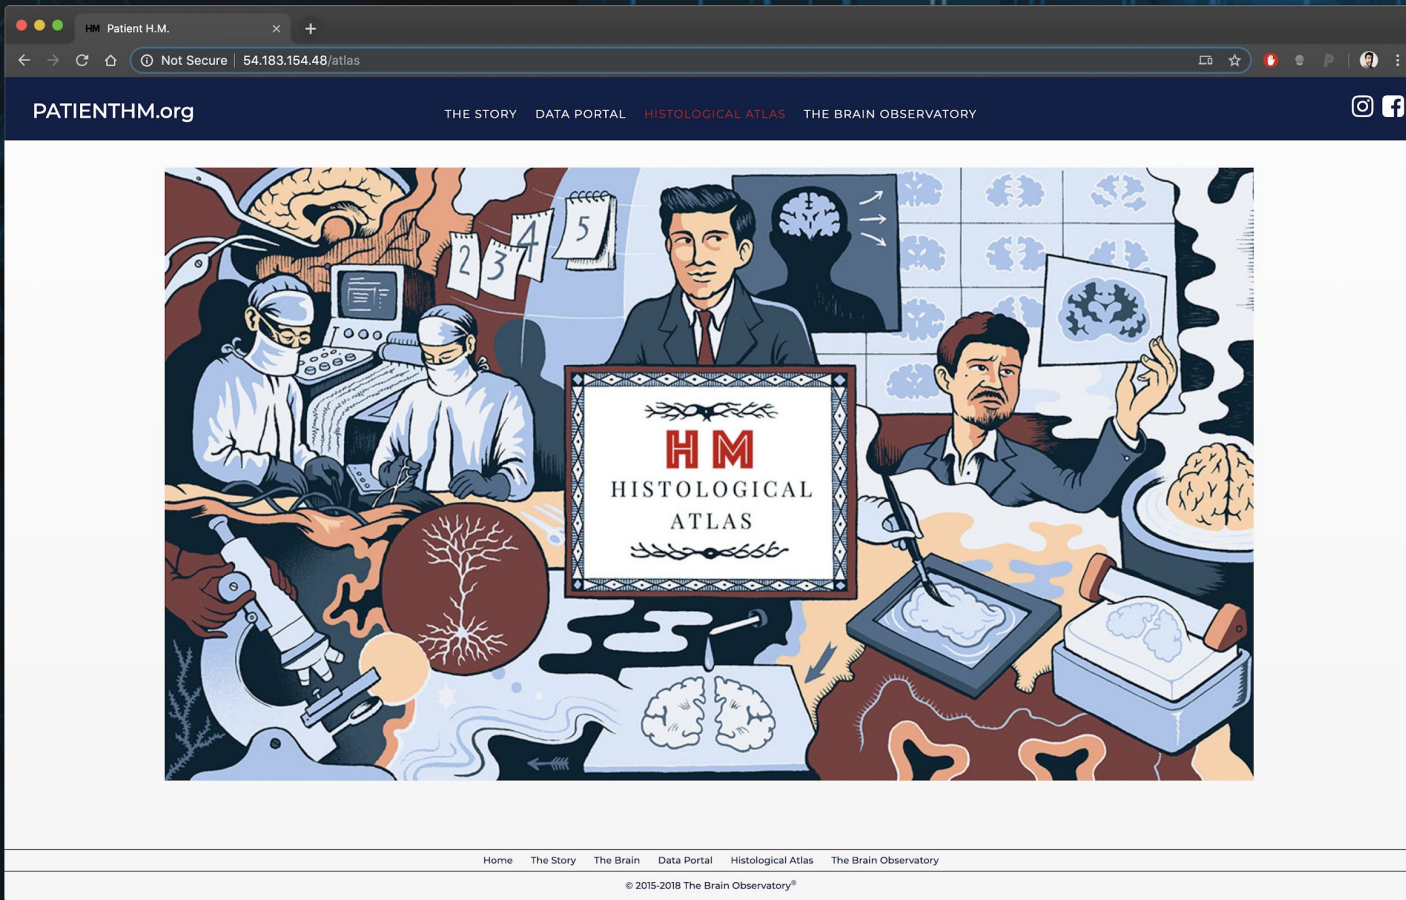 HM Patient H.M.
Not Secure 54.183.154.48/atlas
PATIENTHM.org
THE STORY DATA PORTAL HISTOLOGICAL ATLAS THE BRAIN OBSERVATORY
2 3 4 5
HM
HISTOLOGICAL
ATLAS
Home The Story The Brain Data Portal Histological Atlas The Brain Observatory
© 2015-2018 The Brain Observatory®